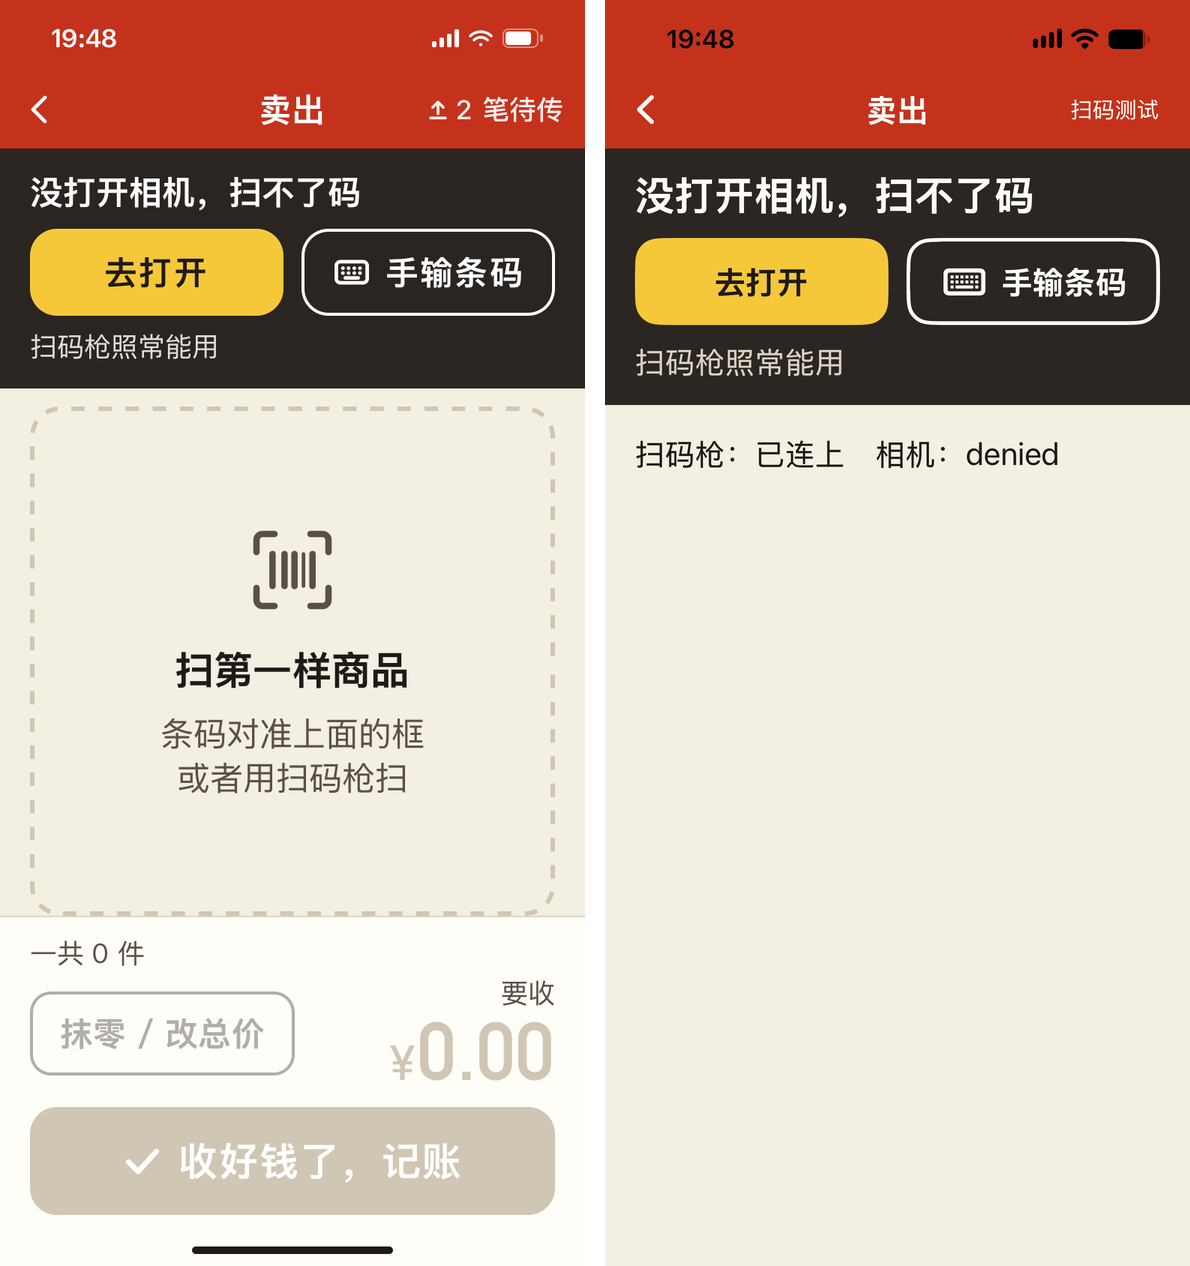 19:48
卖出
2 笔待传
没打开相机，扫不了码
去打开
手输条码
扫码枪照常能用
扫第一样商品
条码对准上面的框
或者用扫码枪扫
一共 0 件
抹零 / 改总价
要收
¥0.00
收好钱了，记账
19:48
卖出
扫码测试
没打开相机，扫不了码
去打开
手输条码
扫码枪照常能用
扫码枪：已连上 相机：denied